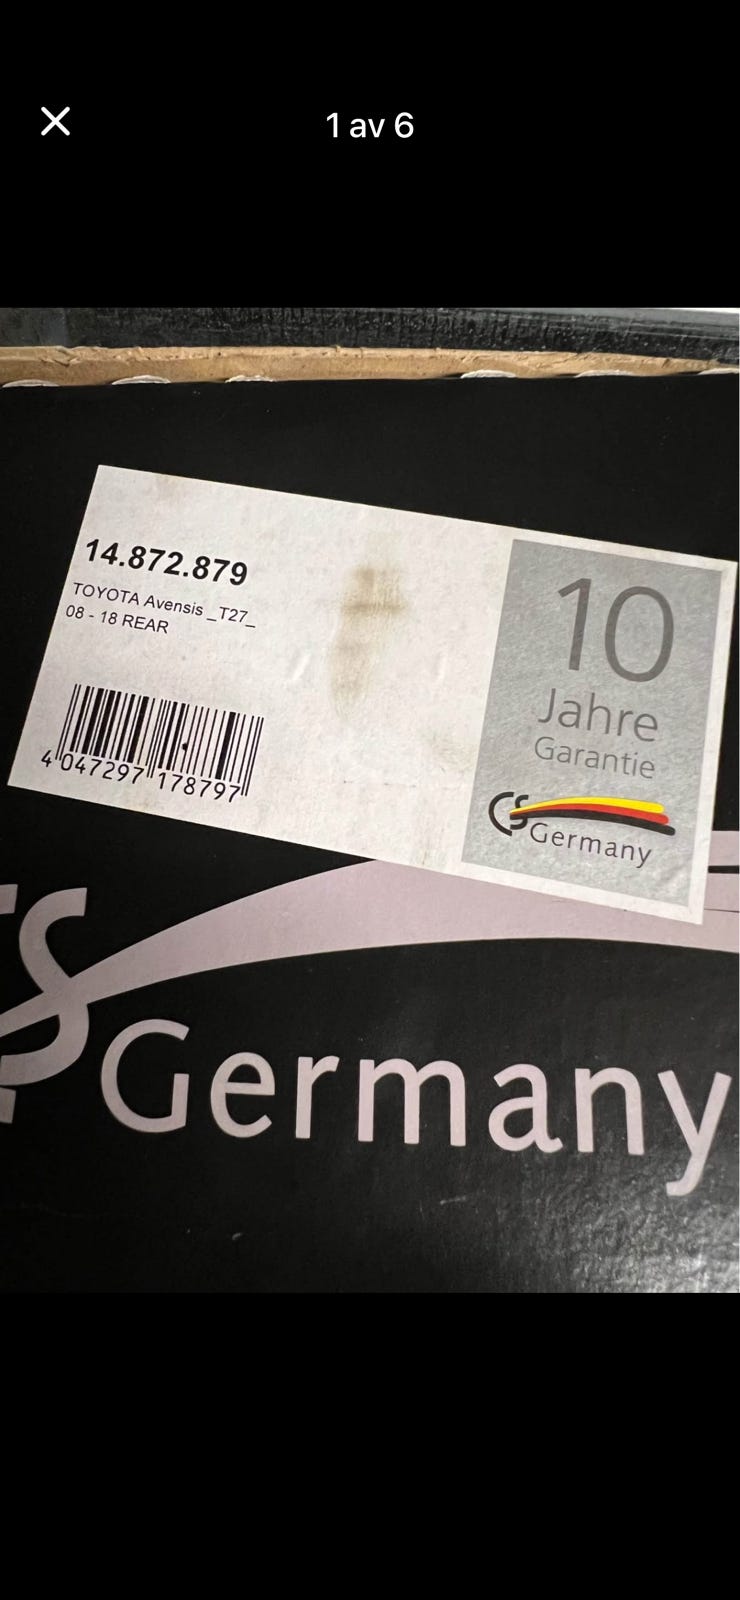 1 av 6
14.872.879
TOYOTA Avensis _T27_
08 - 18 REAR
4 047297 178797
10
Jahre
Garantie
CS Germany
CS
Germany